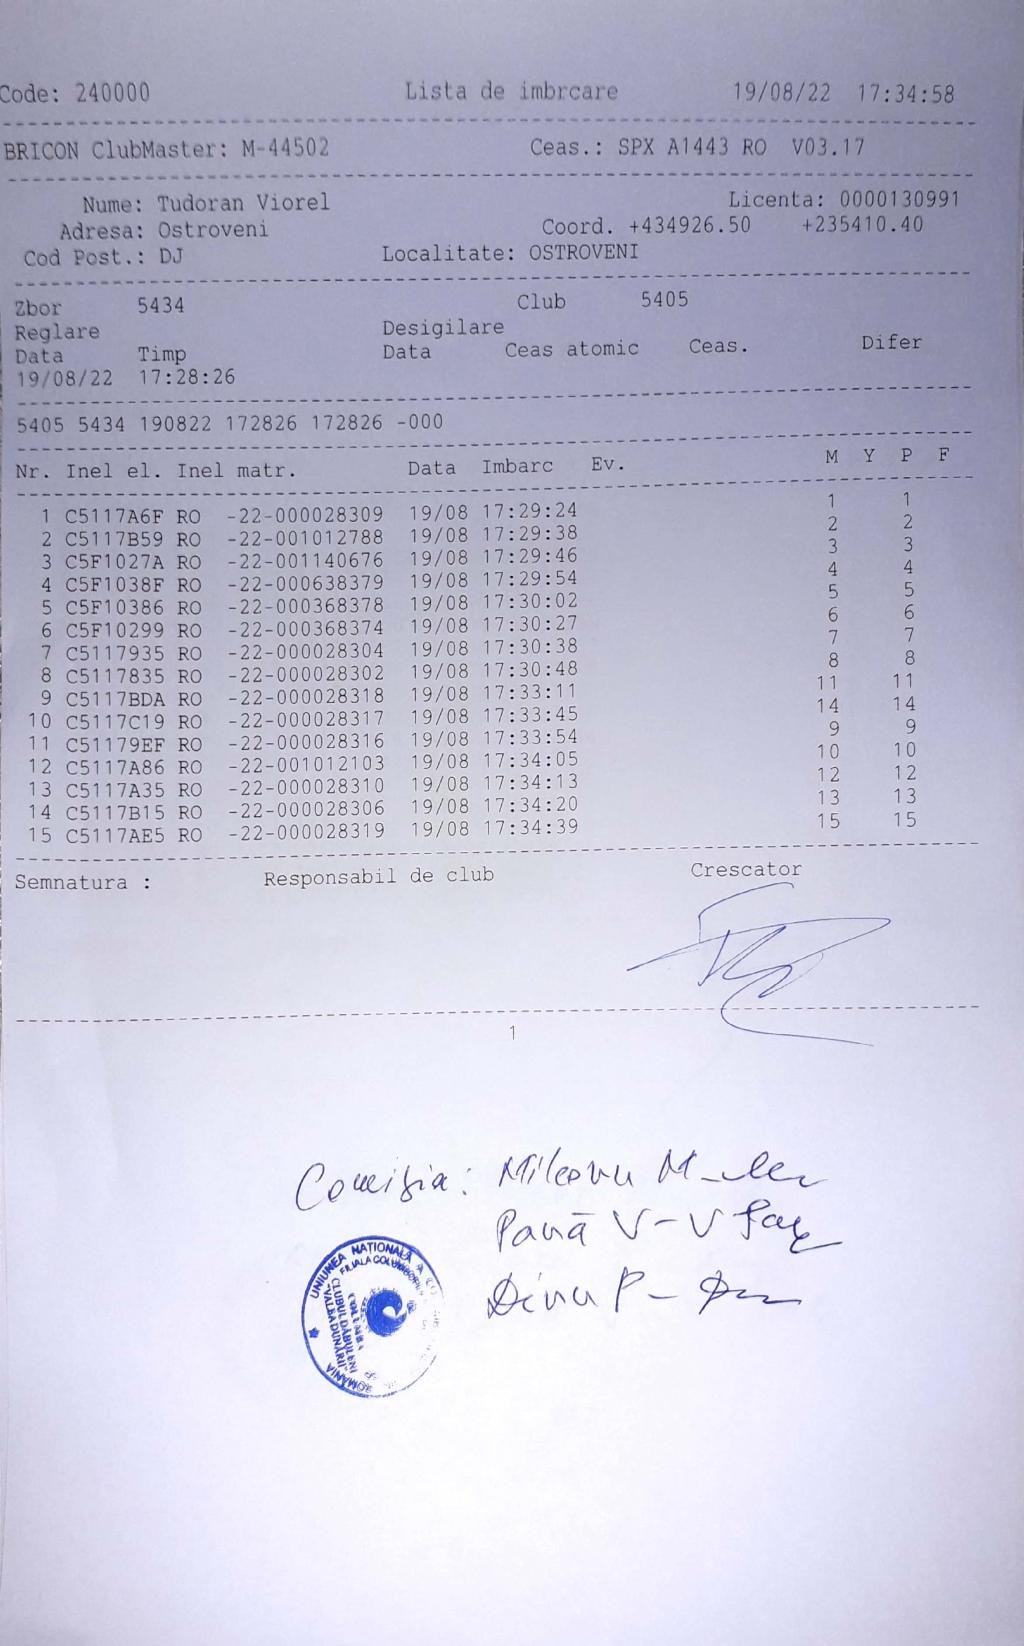 Code: 240000 Lista de imbrcare 19/08/22 17:34:58
BRICON ClubMaster: M-44502 Ceas.: SPX A1443 RO V03.17
Nume: Tudoran Viorel Licenta: 0000130991
Adresa: Ostroveni Coord. +434926.50 +235410.40
Cod Post.: DJ Localitate: OSTROVENI
Zbor 5434 Club 5405
Reglare Desigilare
Data Timp Data Ceas atomic Ceas. Difer
19/08/22 17:28:26
5405 5434 190822 172826 172826 -000
Nr. Inel el. Inel matr. Data Imbarc Ev. M Y P F
1 C5117A6F RO -22-000028309 19/08 17:29:24 1 1
2 C5117B59 RO -22-001012788 19/08 17:29:38 2 2
3 C5F1027A RO -22-001140676 19/08 17:29:46 3 3
4 C5F1038F RO -22-000638379 19/08 17:29:54 4 4
5 C5F10386 RO -22-000368378 19/08 17:30:02 5 5
6 C5F10299 RO -22-000368374 19/08 17:30:27 6 6
7 C5117935 RO -22-000028304 19/08 17:30:38 7 7
8 C5117835 RO -22-000028302 19/08 17:30:48 8 8
9 C5117BDA RO -22-000028318 19/08 17:33:11 11 11
10 C5117C19 RO -22-000028317 19/08 17:33:45 14 14
11 C51179EF RO -22-000028316 19/08 17:33:54 9 9
12 C5117A86 RO -22-001012103 19/08 17:34:05 10 10
13 C5117A35 RO -22-000028310 19/08 17:34:13 12 12
14 C5117B15 RO -22-000028306 19/08 17:34:20 13 13
15 C5117AE5 RO -22-000028319 19/08 17:34:39 15 15
Semnatura : Responsabil de club Crescator
1
Comisia: Mileanu M
Pană V-V
Dinu P-
UNIUNEA NATIONALĂ A
FILIALA
COLUMBA
CLUBUL DĂBULENI
"VALEA DUNĂRII"
ROMANIA